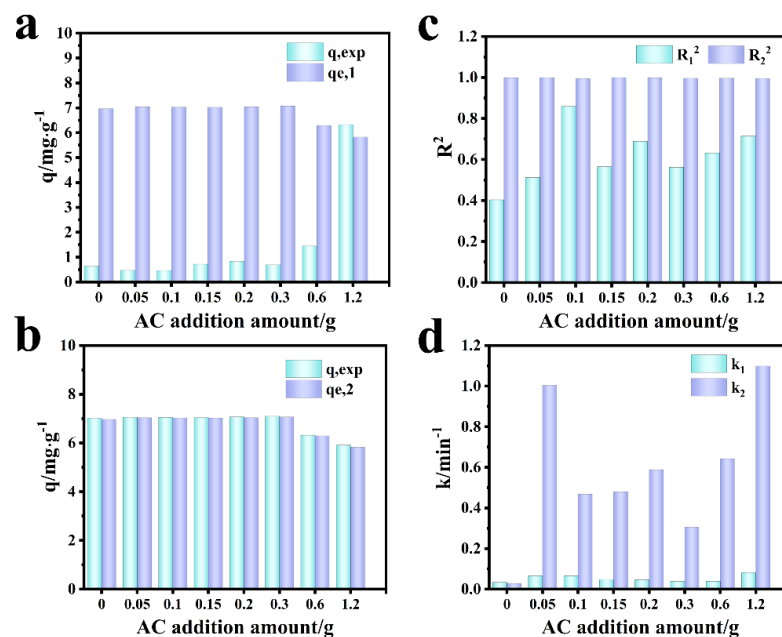 a
10
9
8
7
6
5
4
3
2
1
0
q/mg·g⁻¹
q,exp
qe,1
0 0.05 0.1 0.15 0.2 0.3 0.6 1.2
AC addition amount/g
c
1.2
1.0
0.8
0.6
0.4
0.2
0.0
R²
R₁² R₂²
0 0.05 0.1 0.15 0.2 0.3 0.6 1.2
AC addition amount/g
b
10
8
6
4
2
0
q/mg·g⁻¹
q,exp
qe,2
0 0.05 0.1 0.15 0.2 0.3 0.6 1.2
AC addition amount/g
d
1.2
1.0
0.8
0.6
0.4
0.2
0.0
k/min⁻¹
k₁
k₂
0 0.05 0.1 0.15 0.2 0.3 0.6 1.2
AC addition amount/g